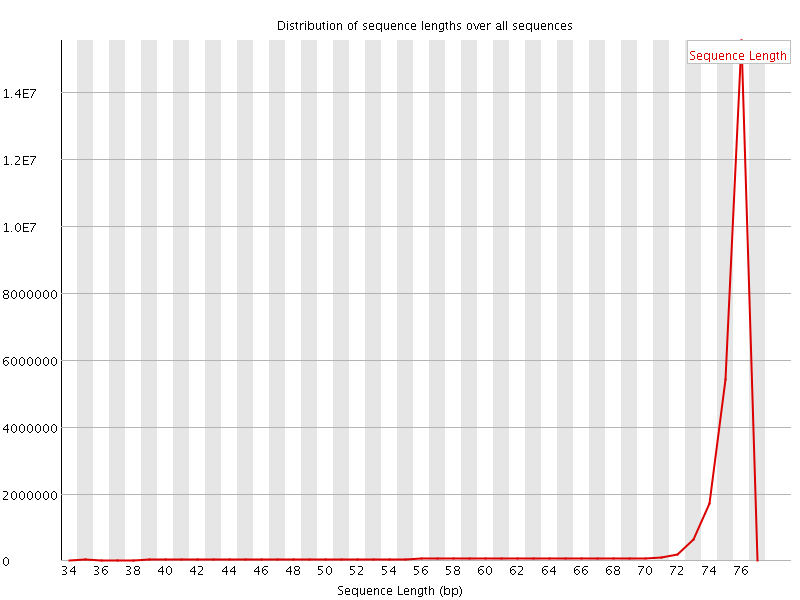 Distribution of sequence lengths over all sequences
Sequence Length
1.4E7
1.2E7
1.0E7
8000000
6000000
4000000
2000000
0
34 36 38 40 42 44 46 48 50 52 54 56 58 60 62 64 66 68 70 72 74 76
Sequence Length (bp)